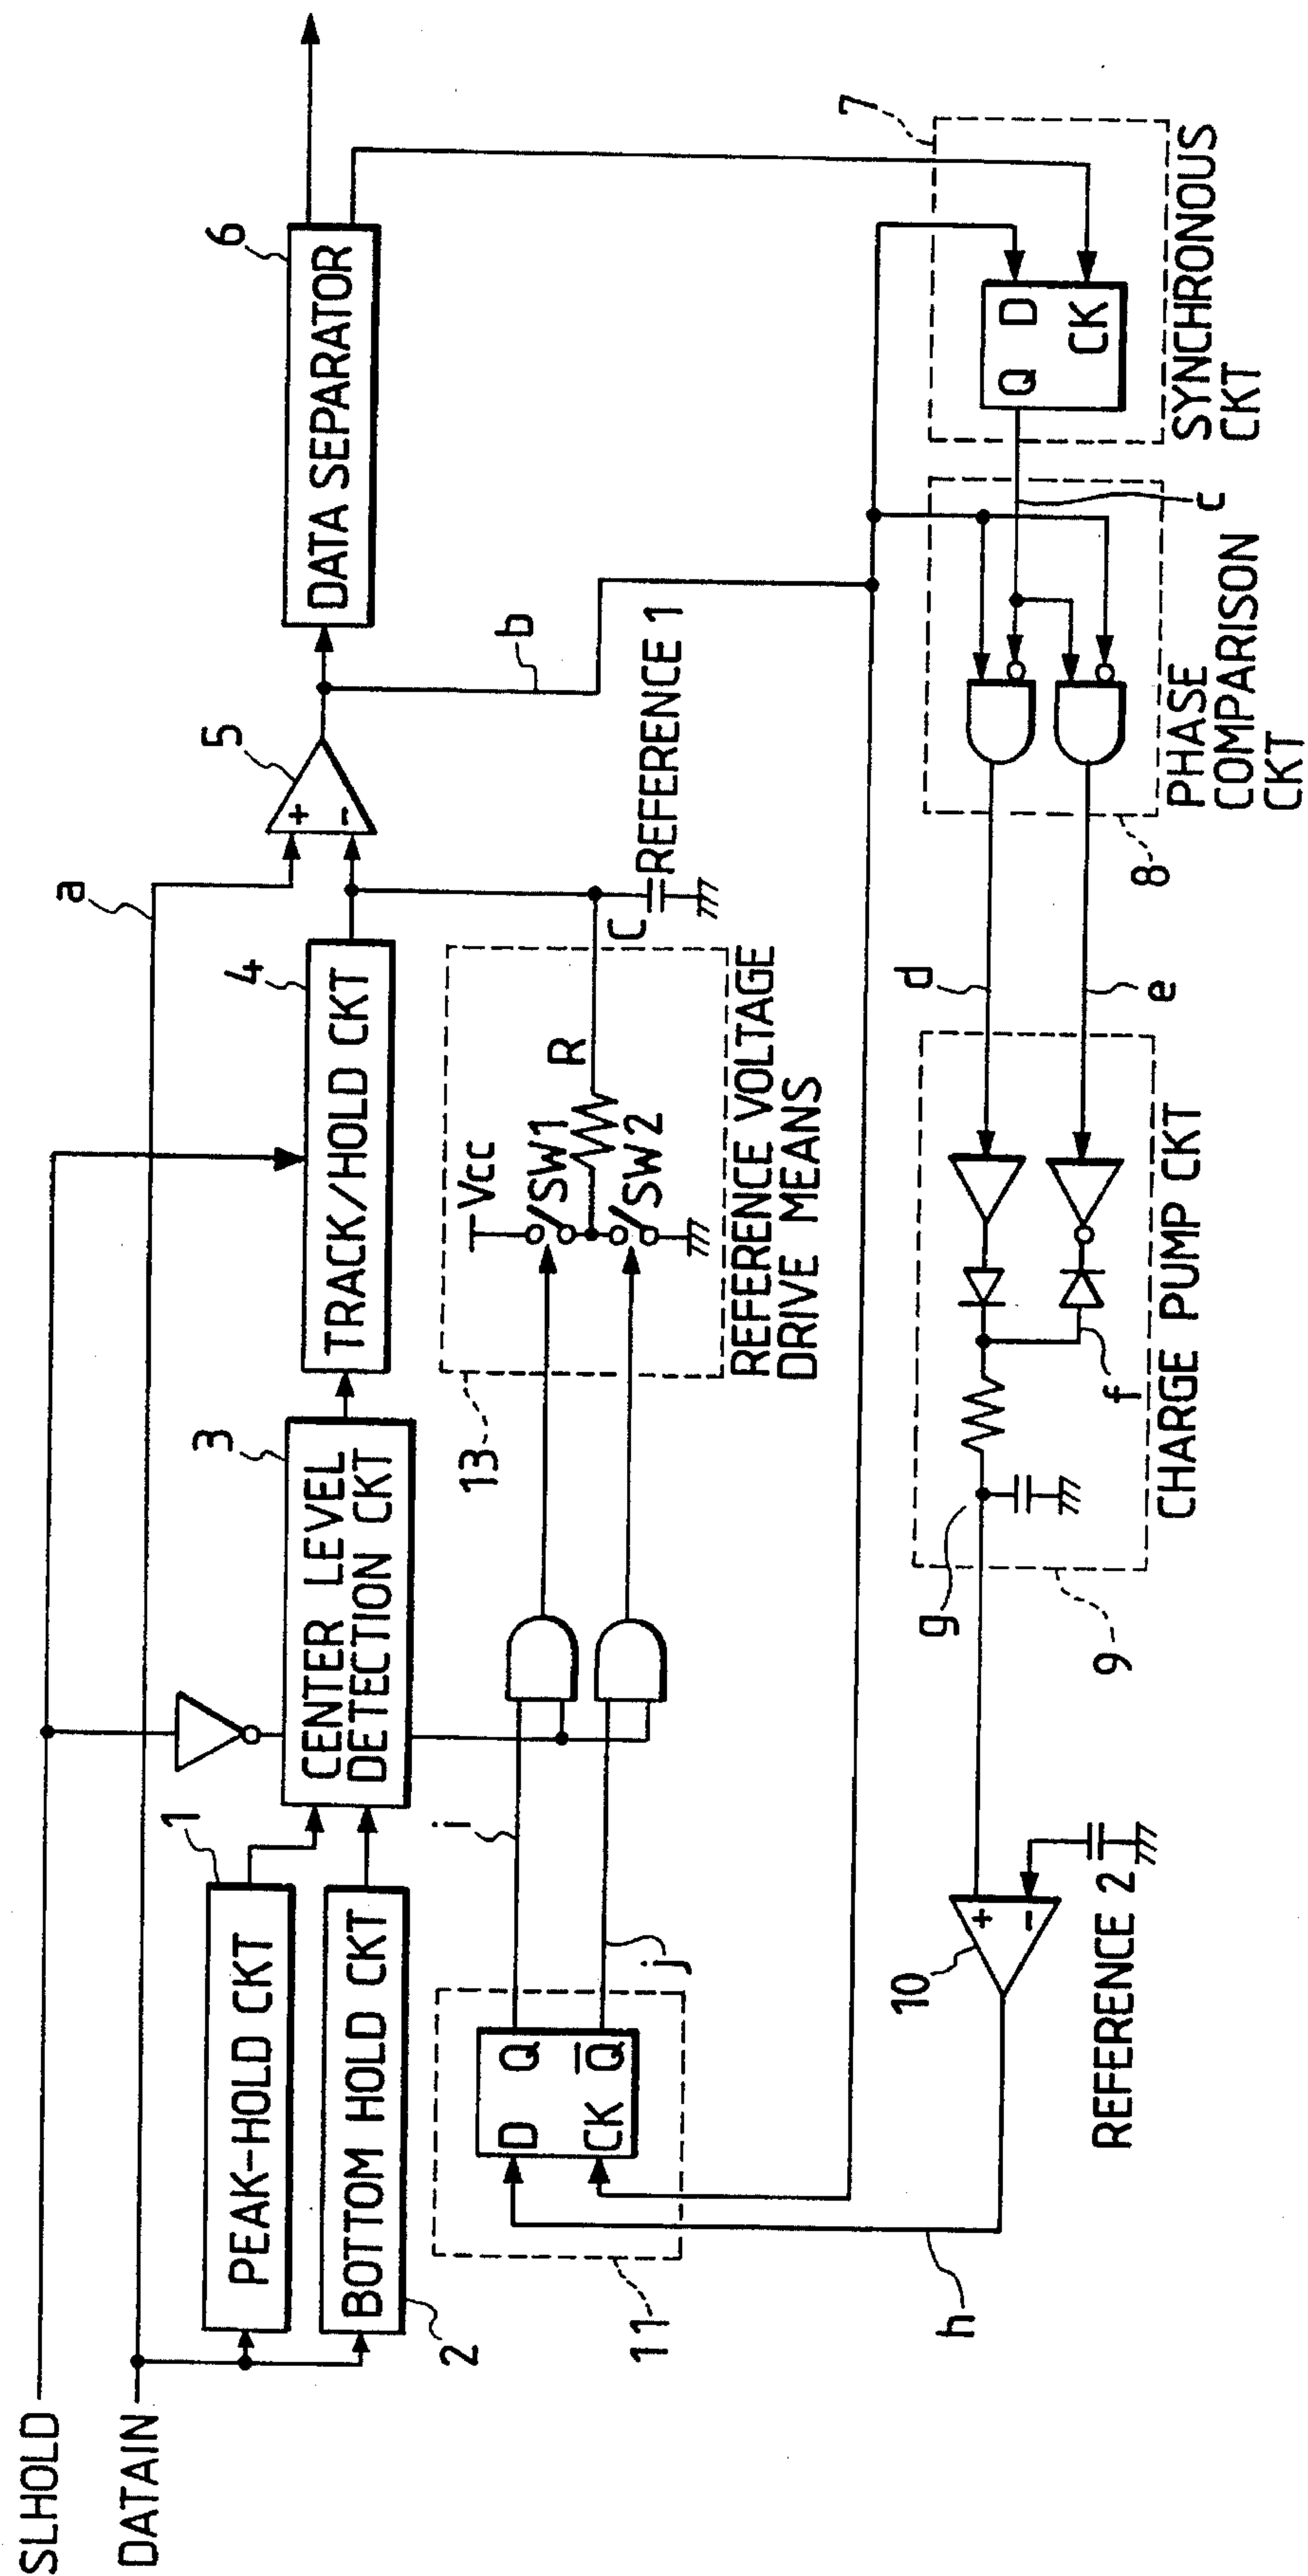 SLHOLD
DATAIN
a
1
PEAK-HOLD CKT
2
BOTTOM HOLD CKT
3
CENTER LEVEL
DETECTION CKT
4
TRACK/HOLD CKT
5
+
-
6
DATA SEPARATOR
b
REFERENCE 1
C
R
Vcc
SW1
SW2
13
REFERENCE VOLTAGE
DRIVE MEANS
i
j
11
D
Q
CK
Q̅
h
10
+
-
REFERENCE 2
g
f
9
CHARGE PUMP CKT
d
e
8
PHASE
COMPARISON
CKT
c
7
Q
D
CK
SYNCHRONOUS
CKT